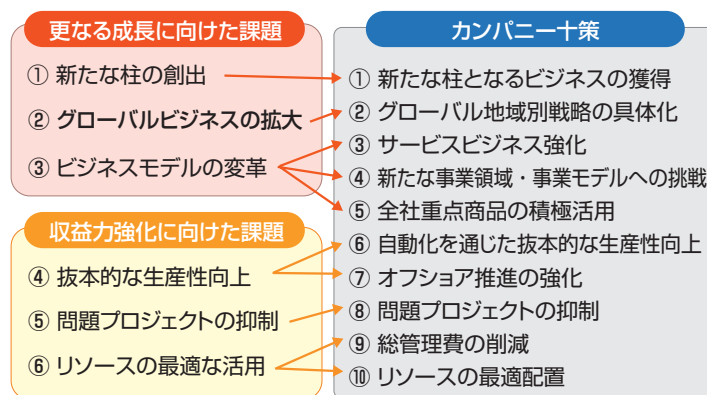 更なる成長に向けた課題
① 新たな柱の創出
② グローバルビジネスの拡大
③ ビジネスモデルの変革
収益力強化に向けた課題
④ 抜本的な生産性向上
⑤ 問題プロジェクトの抑制
⑥ リソースの最適な活用
カンパニー十策
① 新たな柱となるビジネスの獲得
② グローバル地域別戦略の具体化
③ サービスビジネス強化
④ 新たな事業領域・事業モデルへの挑戦
⑤ 全社重点商品の積極活用
⑥ 自動化を通じた抜本的な生産性向上
⑦ オフショア推進の強化
⑧ 問題プロジェクトの抑制
⑨ 総管理費の削減
⑩ リソースの最適配置